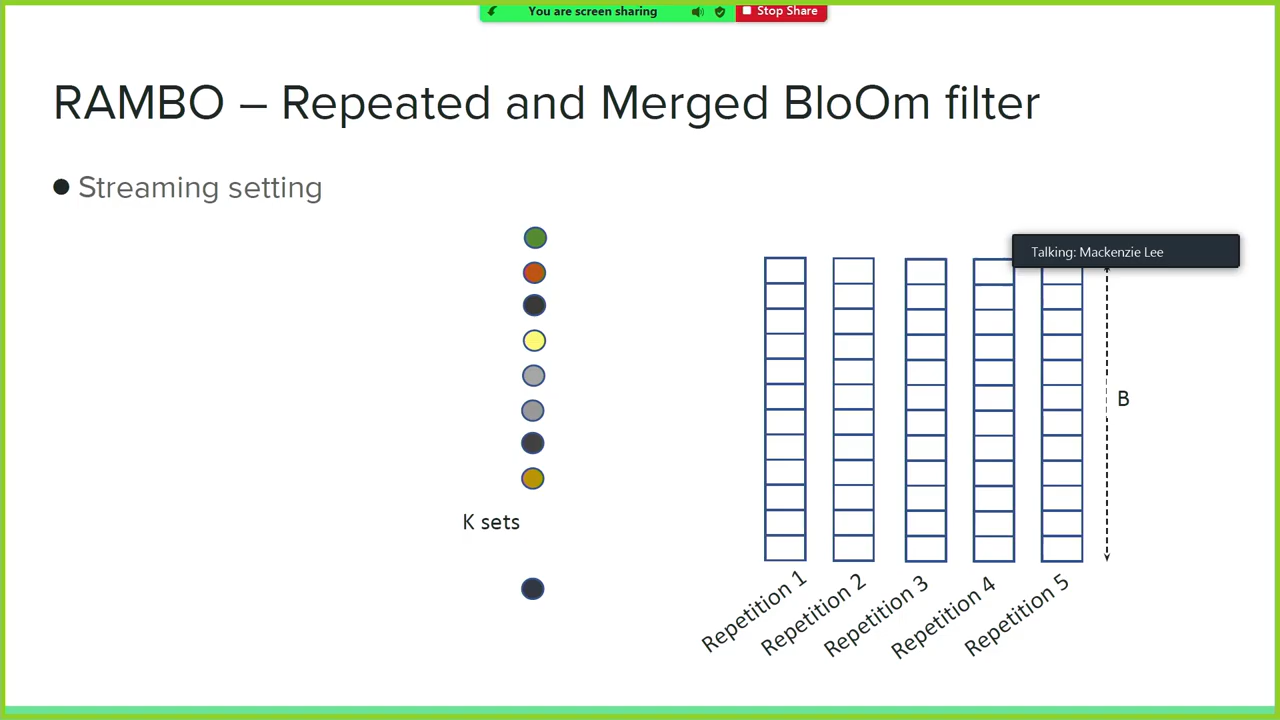 You are screen sharing
Stop Share
RAMBO – Repeated and Merged BloOm filter
Streaming setting
Talking: Mackenzie Lee
B
K sets
Repetition 1
Repetition 2
Repetition 3
Repetition 4
Repetition 5